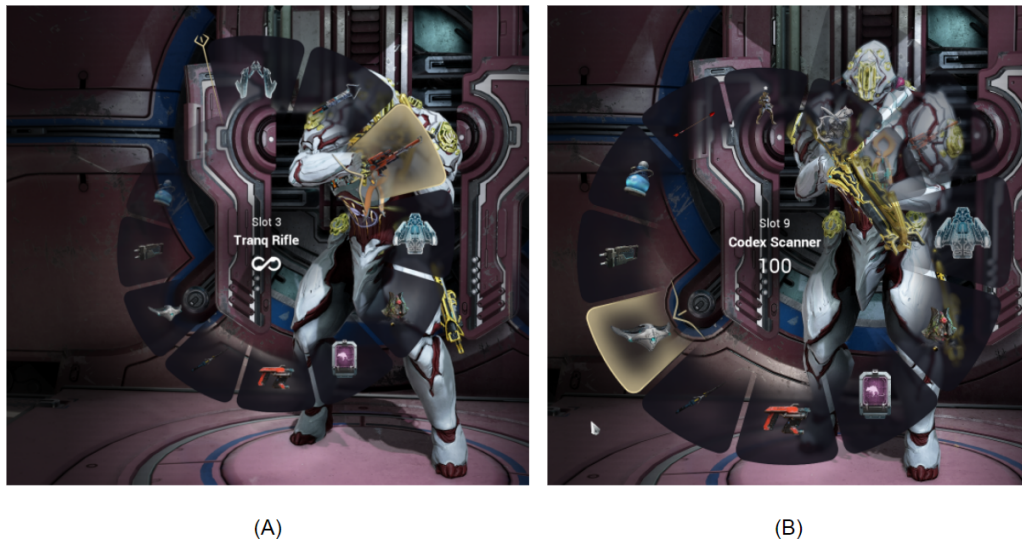 Slot 3
Tranq Rifle
∞
Slot 9
Codex Scanner
100
(A)
(B)